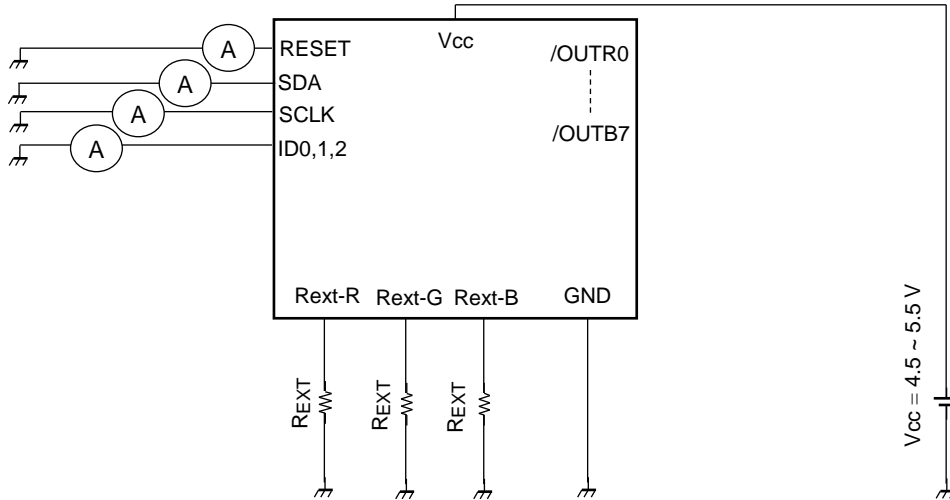 A
RESET
Vcc
/OUTR0
A
SDA
A
SCLK
/OUTB7
A
ID0,1,2
Rext-R
Rext-G
Rext-B
GND
REXT
REXT
REXT
Vcc = 4.5 ~ 5.5 V